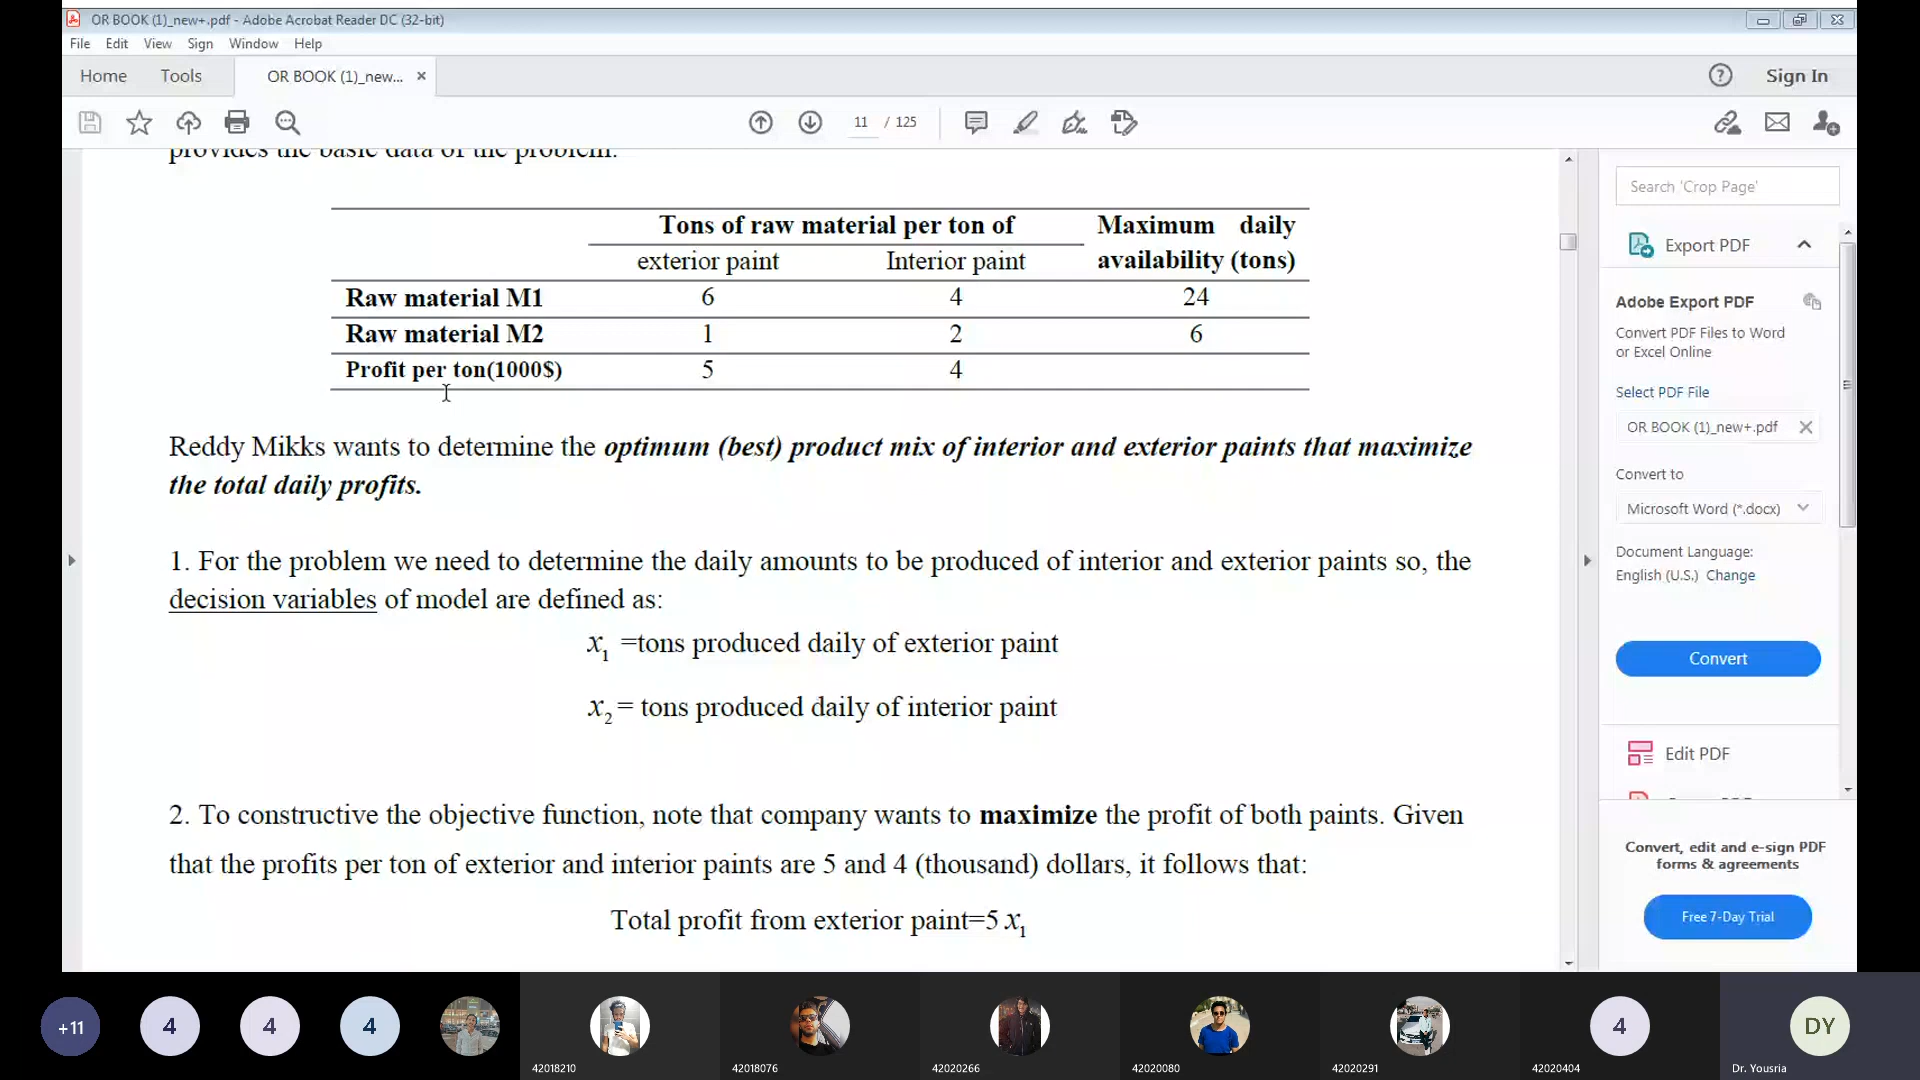 OR BOOK (1)_new+.pdf - Adobe Acrobat Reader DC (32-bit)
File Edit View Sign Window Help
Home Tools OR BOOK (1)_new... × Sign In
11 / 125
provides the basic data of the problem.
Tons of raw material per ton of Maximum daily
exterior paint Interior paint availability (tons)
Raw material M1 6 4 24
Raw material M2 1 2 6
Profit per ton(1000$) 5 4
Reddy Mikks wants to determine the optimum (best) product mix of interior and exterior paints that maximize
the total daily profits.
1. For the problem we need to determine the daily amounts to be produced of interior and exterior paints so, the
decision variables of model are defined as:
x1 =tons produced daily of exterior paint
x2 = tons produced daily of interior paint
2. To constructive the objective function, note that company wants to maximize the profit of both paints. Given
that the profits per ton of exterior and interior paints are 5 and 4 (thousand) dollars, it follows that:
Total profit from exterior paint=5 x1
Search 'Crop Page'
Export PDF
Adobe Export PDF
Convert PDF Files to Word
or Excel Online
Select PDF File
OR BOOK (1)_new+.pdf
Convert to
Microsoft Word (*.docx)
Document Language:
English (U.S.) Change
Convert
Edit PDF
Convert, edit and e-sign PDF
forms & agreements
Free 7-Day Trial
+11 4 4 4 4 DY
42018210 42018076 42020266 42020080 42020291 42020404 Dr. Yousria